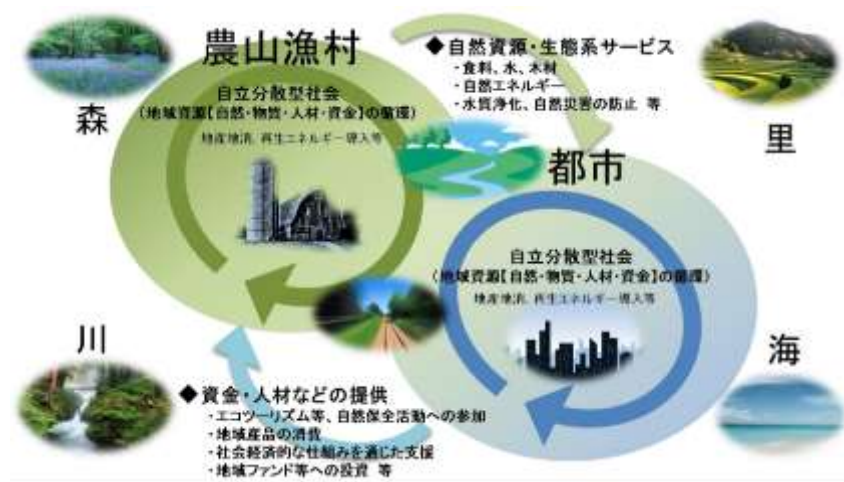 農山漁村
森
自立分散型社会
(地域資源【自然・物質・人材・資金】の循環)
地産地消、再生エネルギー導入等
◆自然資源・生態系サービス
・食料、水、木材
・自然エネルギー
・水質浄化、自然災害の防止 等
里
都市
自立分散型社会
(地域資源【自然・物質・人材・資金】の循環)
地産地消、再生エネルギー導入等
川
海
◆資金・人材などの提供
・エコツーリズム等、自然保全活動への参加
・地域産品の消費
・社会経済的な仕組みを通じた支援
・地域ファンド等への投資 等